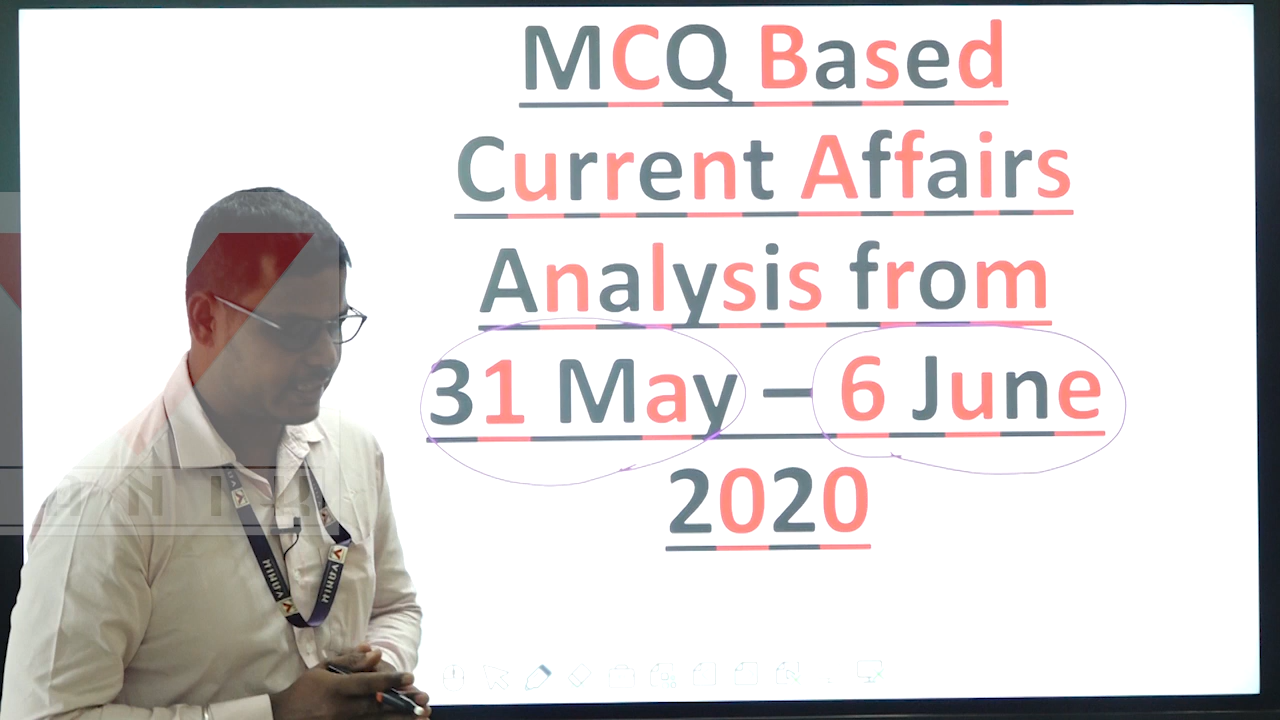 MCQ Based
Current Affairs
Analysis from
31 May – 6 June
2020